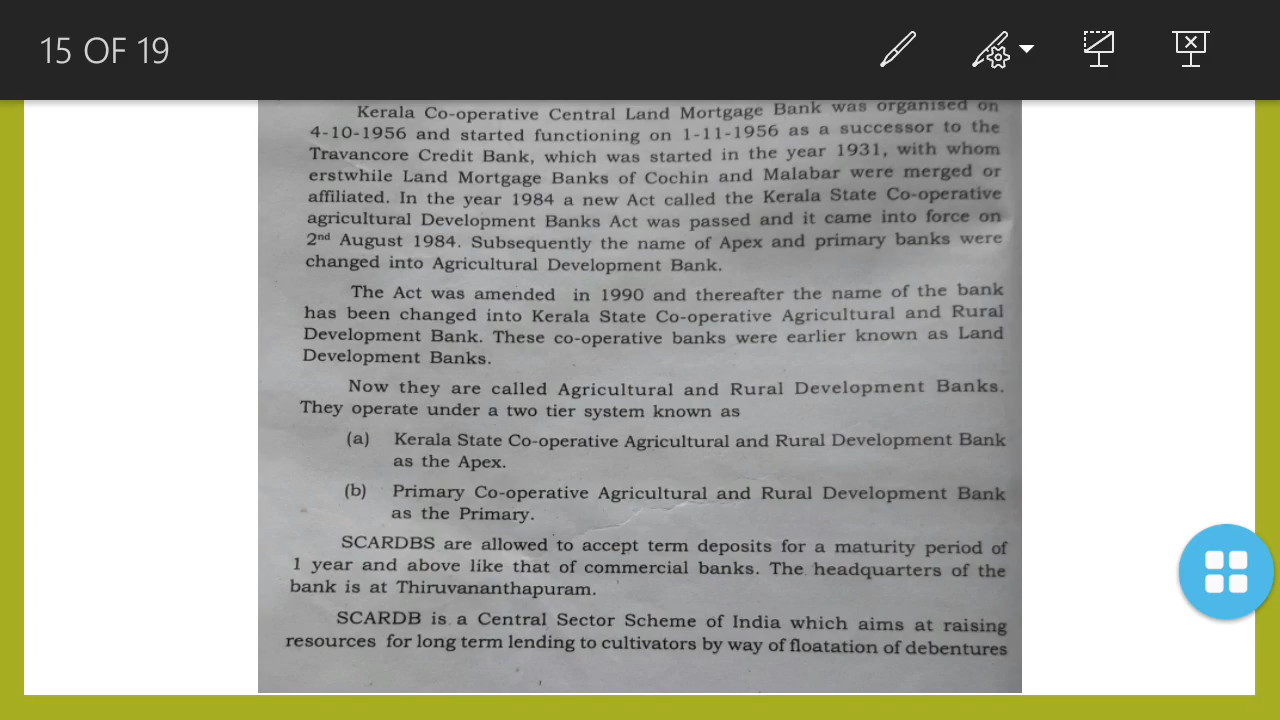 15 OF 19
Kerala Co-operative Central Land Mortgage Bank was organised on
4-10-1956 and started functioning on 1-11-1956 as a successor to the
Travancore Credit Bank, which was started in the year 1931, with whom
erstwhile Land Mortgage Banks of Cochin and Malabar were merged or
affiliated. In the year 1984 a new Act called the Kerala State Co-operative
agricultural Development Banks Act was passed and it came into force on
2nd August 1984. Subsequently the name of Apex and primary banks were
changed into Agricultural Development Bank.
The Act was amended in 1990 and thereafter the name of the bank
has been changed into Kerala State Co-operative Agricultural and Rural
Development Bank. These co-operative banks were earlier known as Land
Development Banks.
Now they are called Agricultural and Rural Development Banks.
They operate under a two tier system known as
(a) Kerala State Co-operative Agricultural and Rural Development Bank
as the Apex.
(b) Primary Co-operative Agricultural and Rural Development Bank
as the Primary.
SCARDBS are allowed to accept term deposits for a maturity period of
1 year and above like that of commercial banks. The headquarters of the
bank is at Thiruvananthapuram.
SCARDB is a Central Sector Scheme of India which aims at raising
resources for long term lending to cultivators by way of floatation of debentures